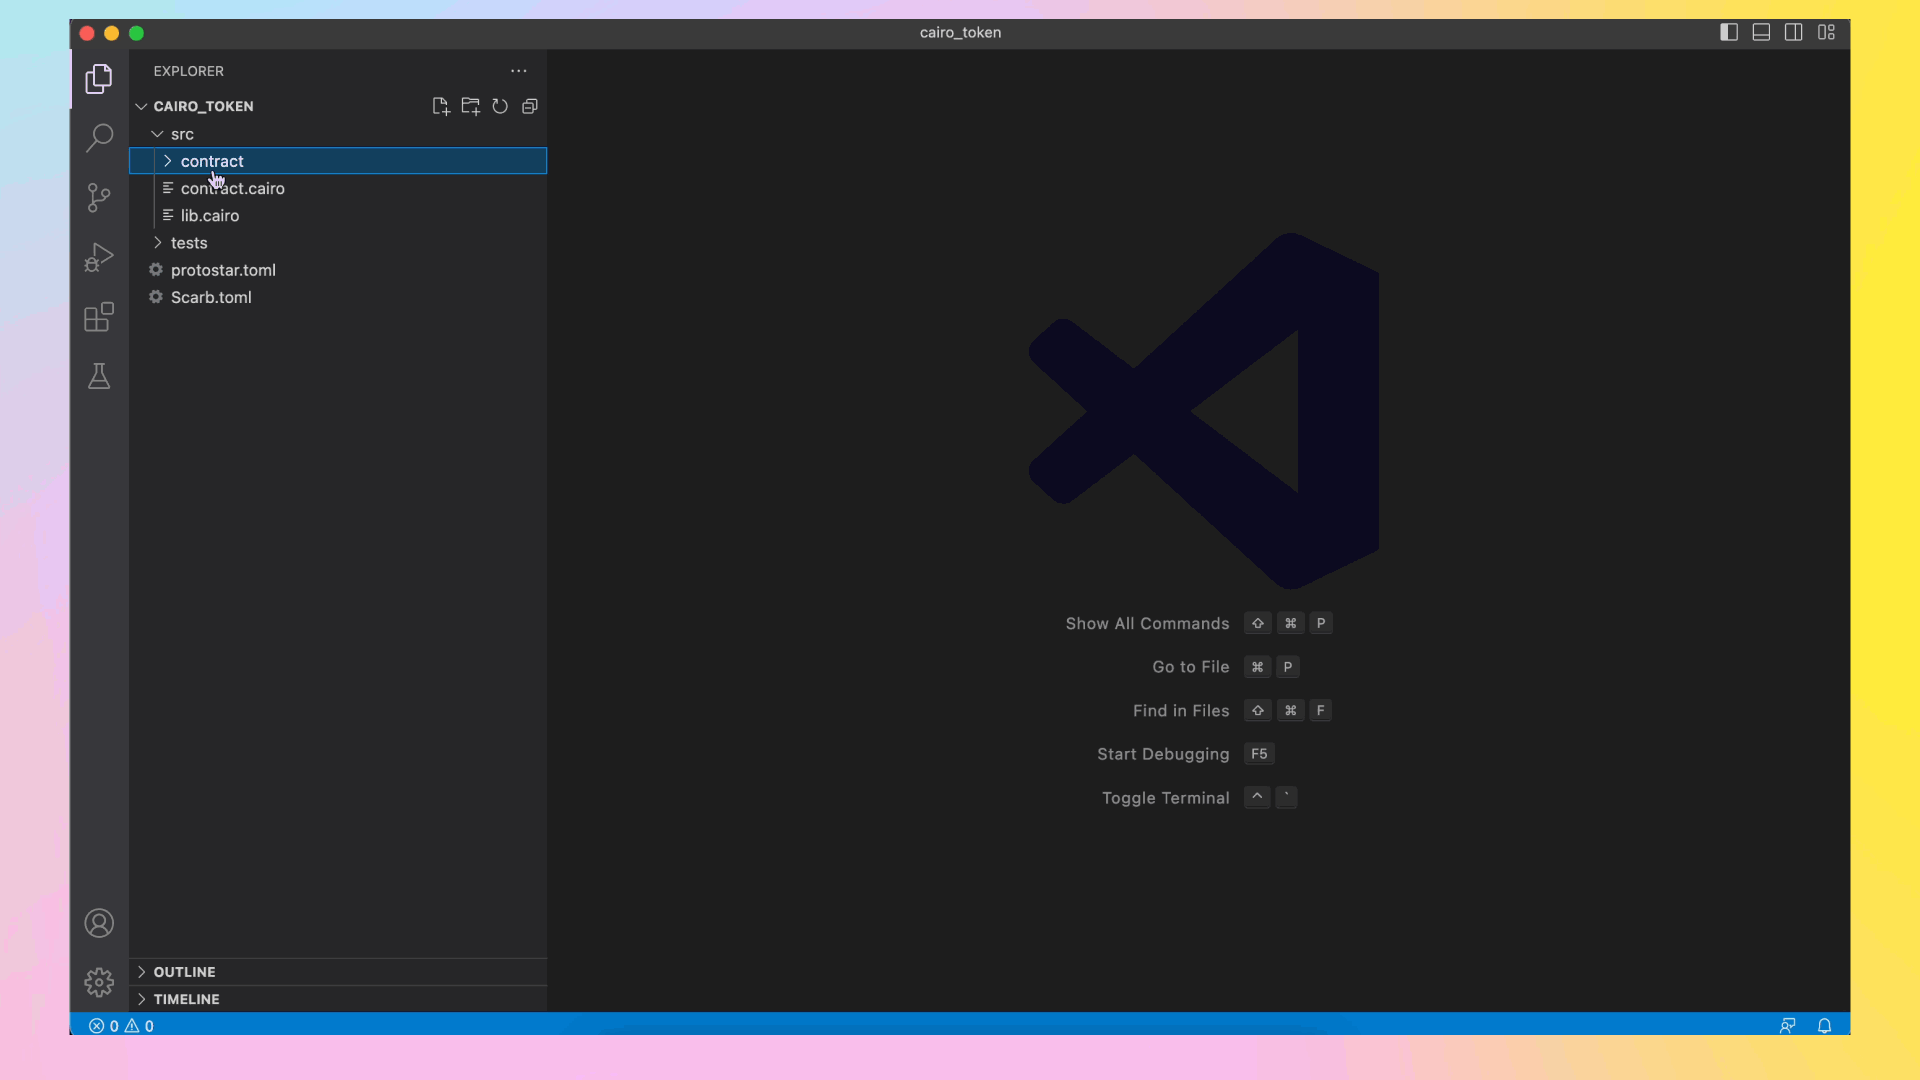 cairo_token
EXPLORER
CAIRO_TOKEN
src
contract
contract.cairo
lib.cairo
tests
protostar.toml
Scarb.toml
Show All Commands ⇧ ⌘ P
Go to File ⌘ P
Find in Files ⇧ ⌘ F
Start Debugging F5
Toggle Terminal ^ `
OUTLINE
TIMELINE
0 0